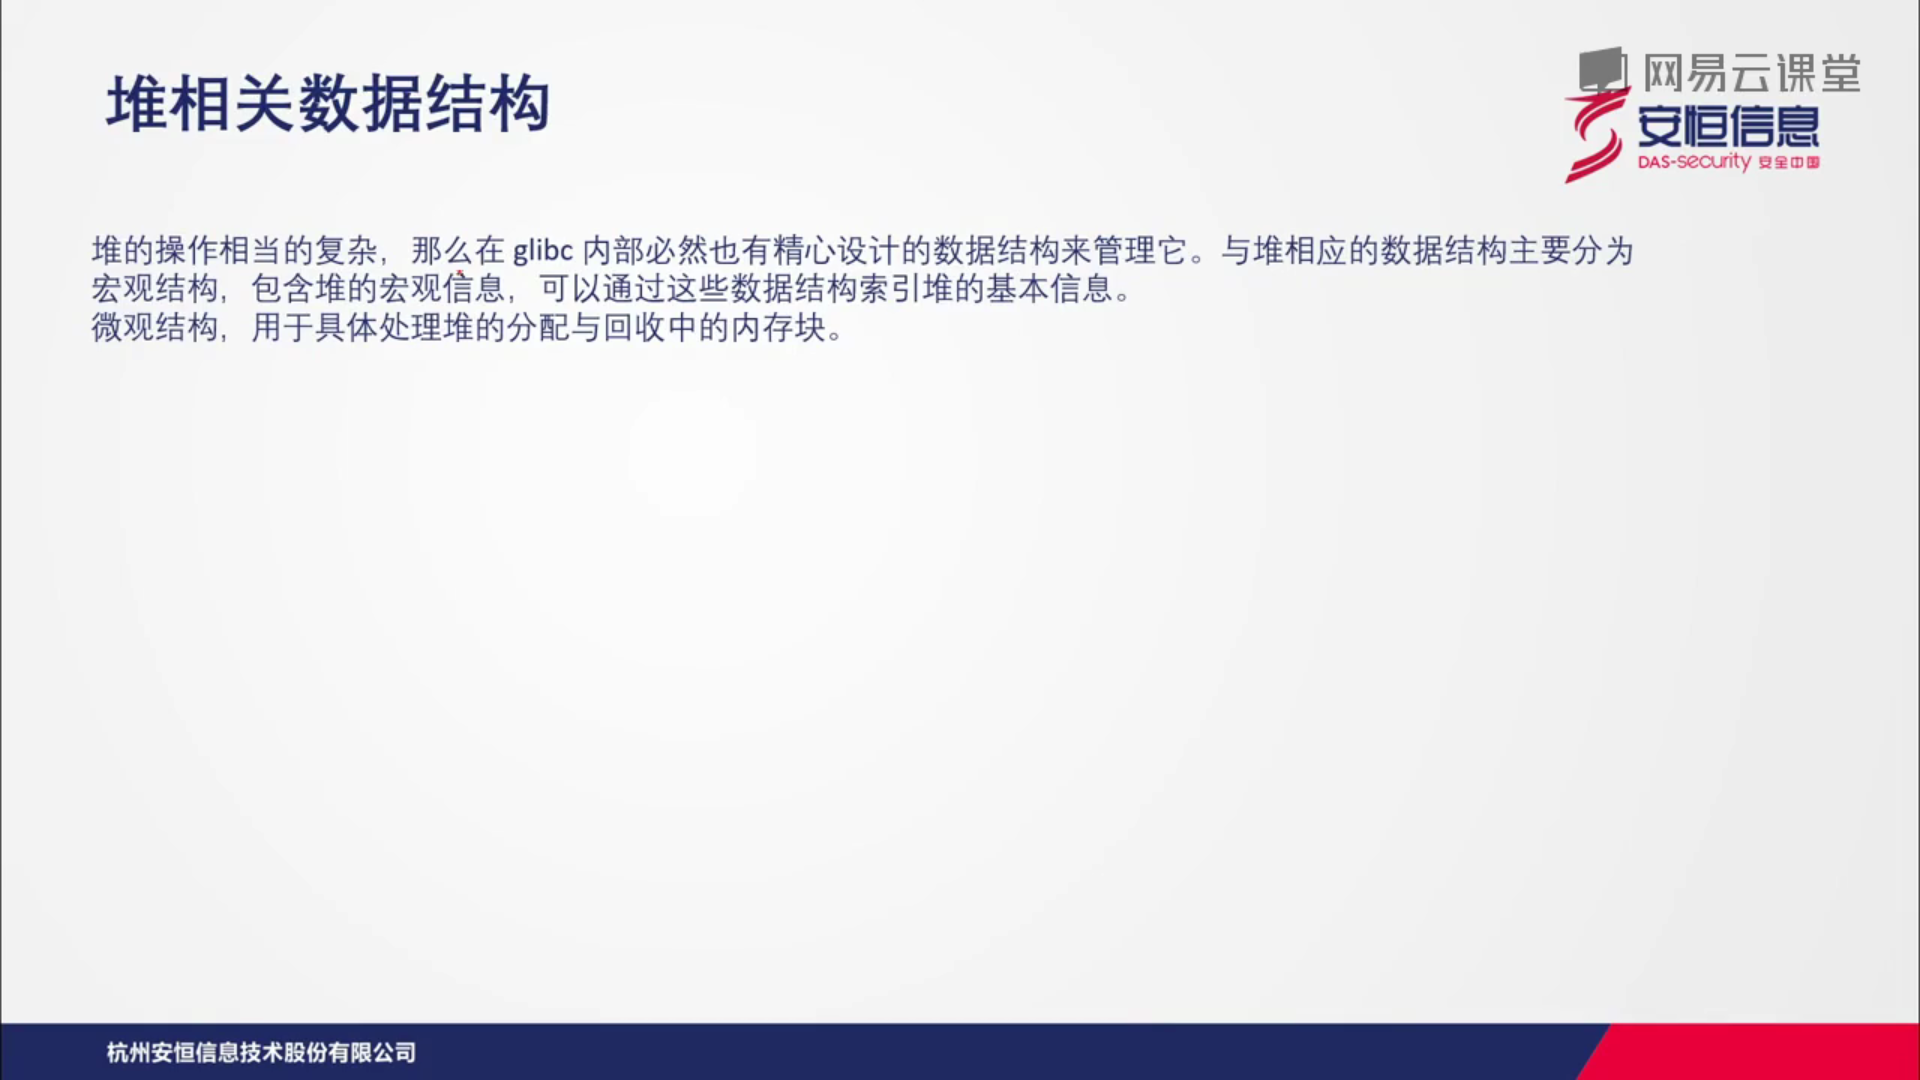 堆相关数据结构
网易云课堂
安恒信息
DAS-security 安全中国
堆的操作相当的复杂，那么在 glibc 内部必然也有精心设计的数据结构来管理它。与堆相应的数据结构主要分为
宏观结构，包含堆的宏观信息，可以通过这些数据结构索引堆的基本信息。
微观结构，用于具体处理堆的分配与回收中的内存块。
杭州安恒信息技术股份有限公司